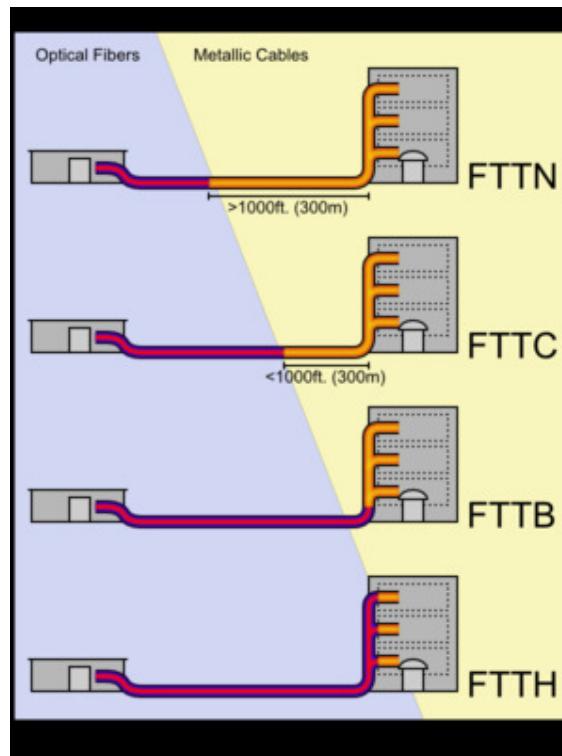 Optical Fibers Metallic Cables
FTTN
>1000ft. (300m)
FTTC
<1000ft. (300m)
FTTB
FTTH